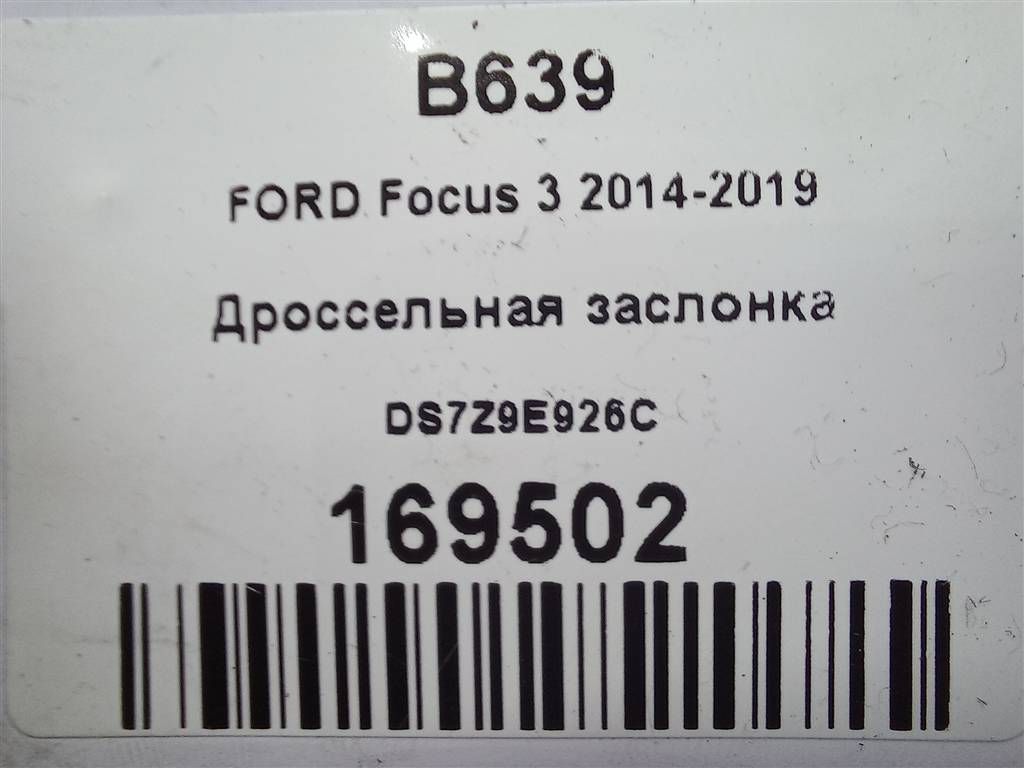 B639
FORD Focus 3 2014-2019
Дроссельная заслонка
DS7Z9E926C
169502